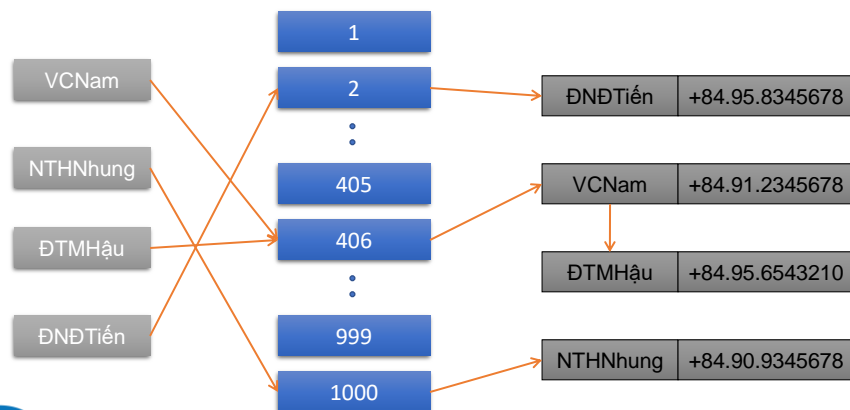 VCNam
NTHNhung
ĐTMHậu
ĐNĐTiến
1
2
405
406
999
1000
ĐNĐTiến +84.95.8345678
VCNam +84.91.2345678
ĐTMHậu +84.95.6543210
NTHNhung +84.90.9345678